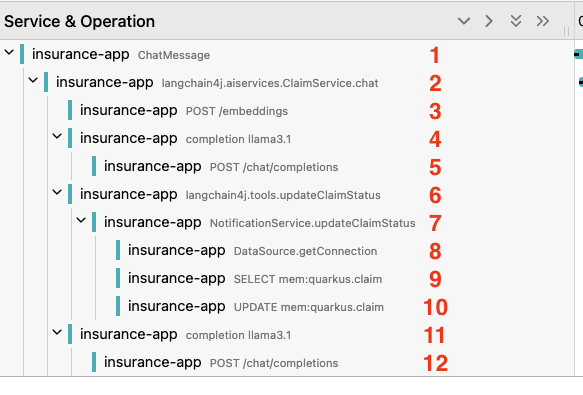 Service & Operation
insurance-app ChatMessage 1
insurance-app langchain4j.aiservices.ClaimService.chat 2
insurance-app POST /embeddings 3
insurance-app completion llama3.1 4
insurance-app POST /chat/completions 5
insurance-app langchain4j.tools.updateClaimStatus 6
insurance-app NotificationService.updateClaimStatus 7
insurance-app DataSource.getConnection 8
insurance-app SELECT mem:quarkus.claim 9
insurance-app UPDATE mem:quarkus.claim 10
insurance-app completion llama3.1 11
insurance-app POST /chat/completions 12